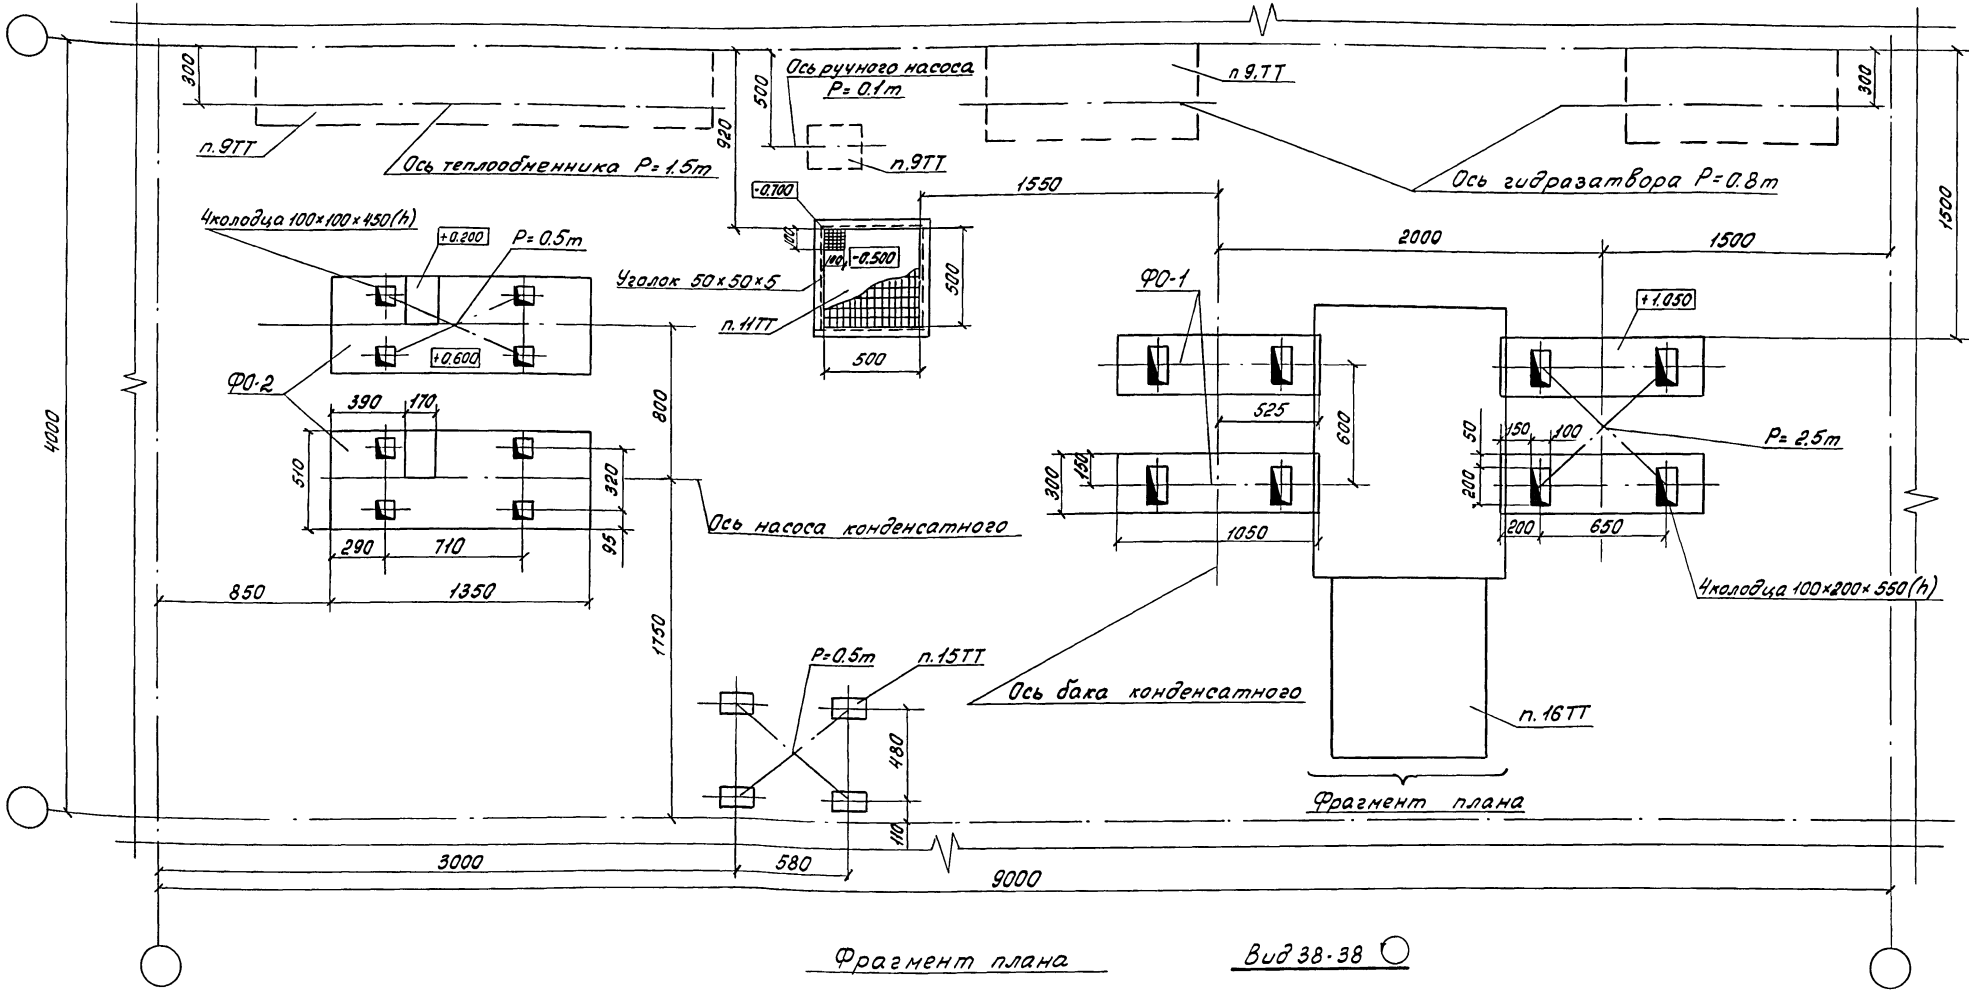 300
920
500
Ось ручного насоса
P=0.1т
п 9.ТТ
300
1500
п.9ТТ
Ось теплообменника P=1.5т
п.9ТТ
Ось гидрозатвора P=0.8т
-0.700
1550
4колодца 100×100×450(h)
+0.200
P=0.5т
100
100
-0.500
500
2000
1500
Уголок 50×50×5
п.11ТТ
500
ФО-1
+1.050
+0.600
ФО-2
390
170
800
525
600
4000
510
320
95
300
150
150
100
50
200
P=2.5т
Ось насоса конденсатного
290
710
1050
200
650
850
1350
4колодца 100×200×550(h)
1750
P=0.5т
п.15ТТ
Ось бака конденсатного
п.16ТТ
480
110
Фрагмент плана
3000
580
9000
Фрагмент плана
Вид 38-38